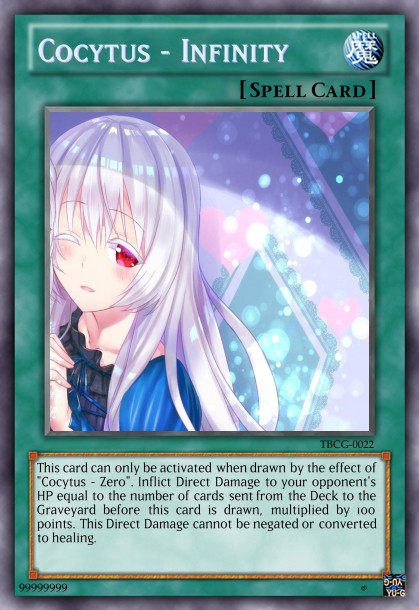 Cocytus - Infinity
魔
[Spell Card]
TBCG-0022
This card can only be activated when drawn by the effect of
"Cocytus - Zero". Inflict Direct Damage to your opponent's
HP equal to the number of cards sent from the Deck to the
Graveyard before this card is drawn, multiplied by 100
points. This Direct Damage cannot be negated or converted
to healing.
99999999
©
YU-G